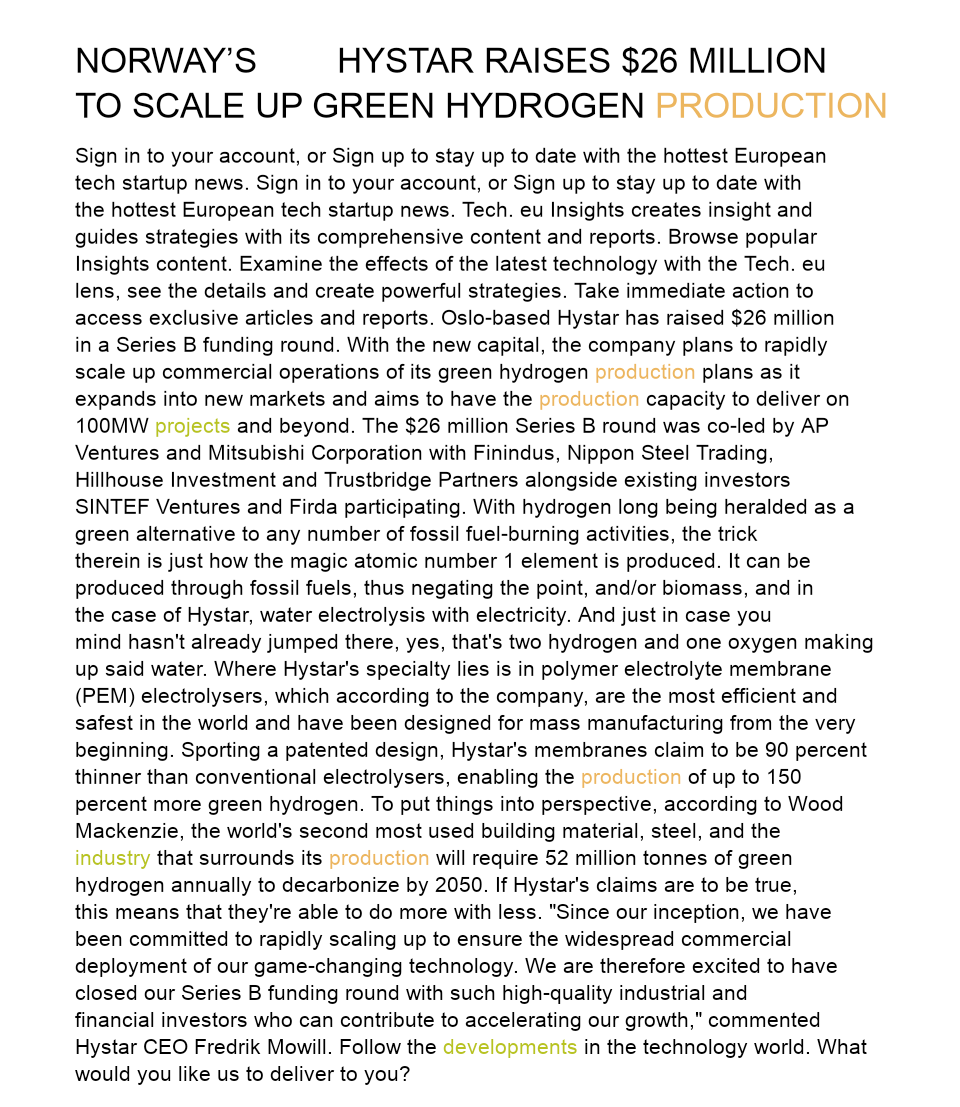 NORWAY’S HYSTAR RAISES $26 MILLION
TO SCALE UP GREEN HYDROGEN PRODUCTION
Sign in to your account, or Sign up to stay up to date with the hottest European
tech startup news. Sign in to your account, or Sign up to stay up to date with
the hottest European tech startup news. Tech. eu Insights creates insight and
guides strategies with its comprehensive content and reports. Browse popular
Insights content. Examine the effects of the latest technology with the Tech. eu
lens, see the details and create powerful strategies. Take immediate action to
access exclusive articles and reports. Oslo-based Hystar has raised $26 million
in a Series B funding round. With the new capital, the company plans to rapidly
scale up commercial operations of its green hydrogen production plans as it
expands into new markets and aims to have the production capacity to deliver on
100MW projects and beyond. The $26 million Series B round was co-led by AP
Ventures and Mitsubishi Corporation with Finindus, Nippon Steel Trading,
Hillhouse Investment and Trustbridge Partners alongside existing investors
SINTEF Ventures and Firda participating. With hydrogen long being heralded as a
green alternative to any number of fossil fuel-burning activities, the trick
therein is just how the magic atomic number 1 element is produced. It can be
produced through fossil fuels, thus negating the point, and/or biomass, and in
the case of Hystar, water electrolysis with electricity. And just in case you
mind hasn't already jumped there, yes, that's two hydrogen and one oxygen making
up said water. Where Hystar's specialty lies is in polymer electrolyte membrane
(PEM) electrolysers, which according to the company, are the most efficient and
safest in the world and have been designed for mass manufacturing from the very
beginning. Sporting a patented design, Hystar's membranes claim to be 90 percent
thinner than conventional electrolysers, enabling the production of up to 150
percent more green hydrogen. To put things into perspective, according to Wood
Mackenzie, the world's second most used building material, steel, and the
industry that surrounds its production will require 52 million tonnes of green
hydrogen annually to decarbonize by 2050. If Hystar's claims are to be true,
this means that they're able to do more with less. "Since our inception, we have
been committed to rapidly scaling up to ensure the widespread commercial
deployment of our game-changing technology. We are therefore excited to have
closed our Series B funding round with such high-quality industrial and
financial investors who can contribute to accelerating our growth," commented
Hystar CEO Fredrik Mowill. Follow the developments in the technology world. What
would you like us to deliver to you?